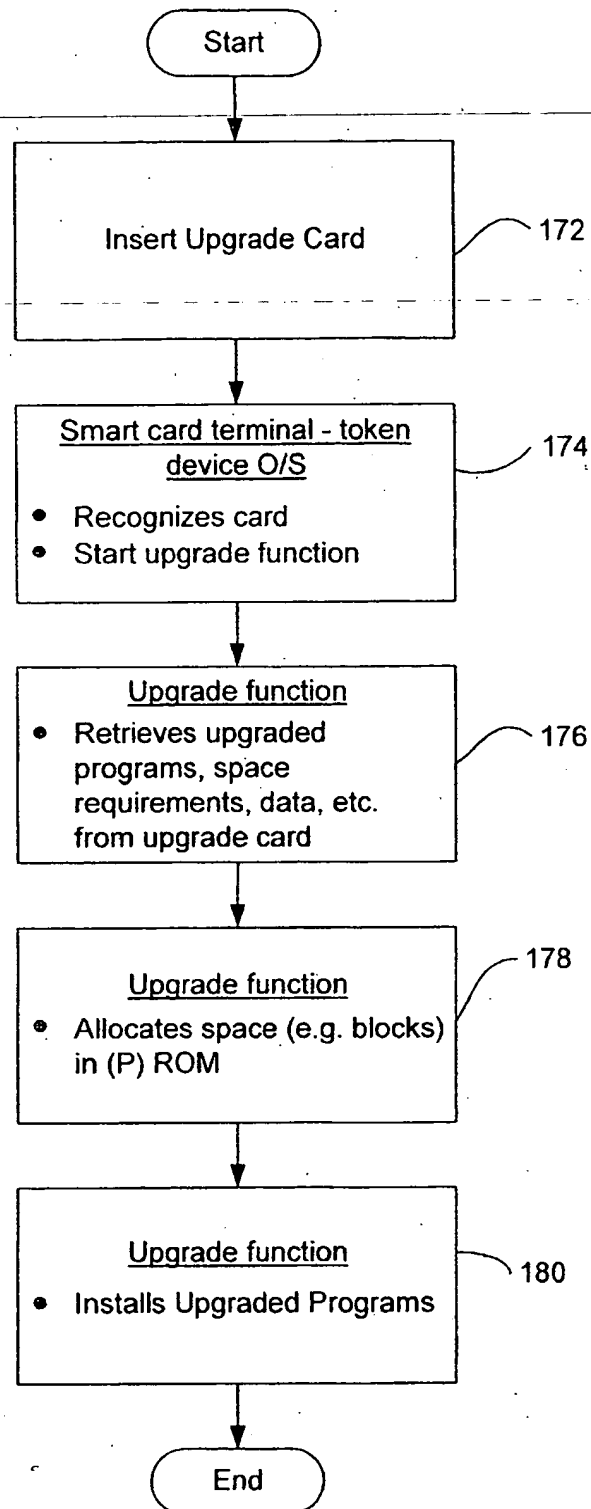 Start
Insert Upgrade Card
172
Smart card terminal - token
device O/S
• Recognizes card
• Start upgrade function
174
Upgrade function
• Retrieves upgraded
programs, space
requirements, data, etc.
from upgrade card
176
Upgrade function
• Allocates space (e.g. blocks)
in (P) ROM
178
Upgrade function
• Installs Upgraded Programs
180
End